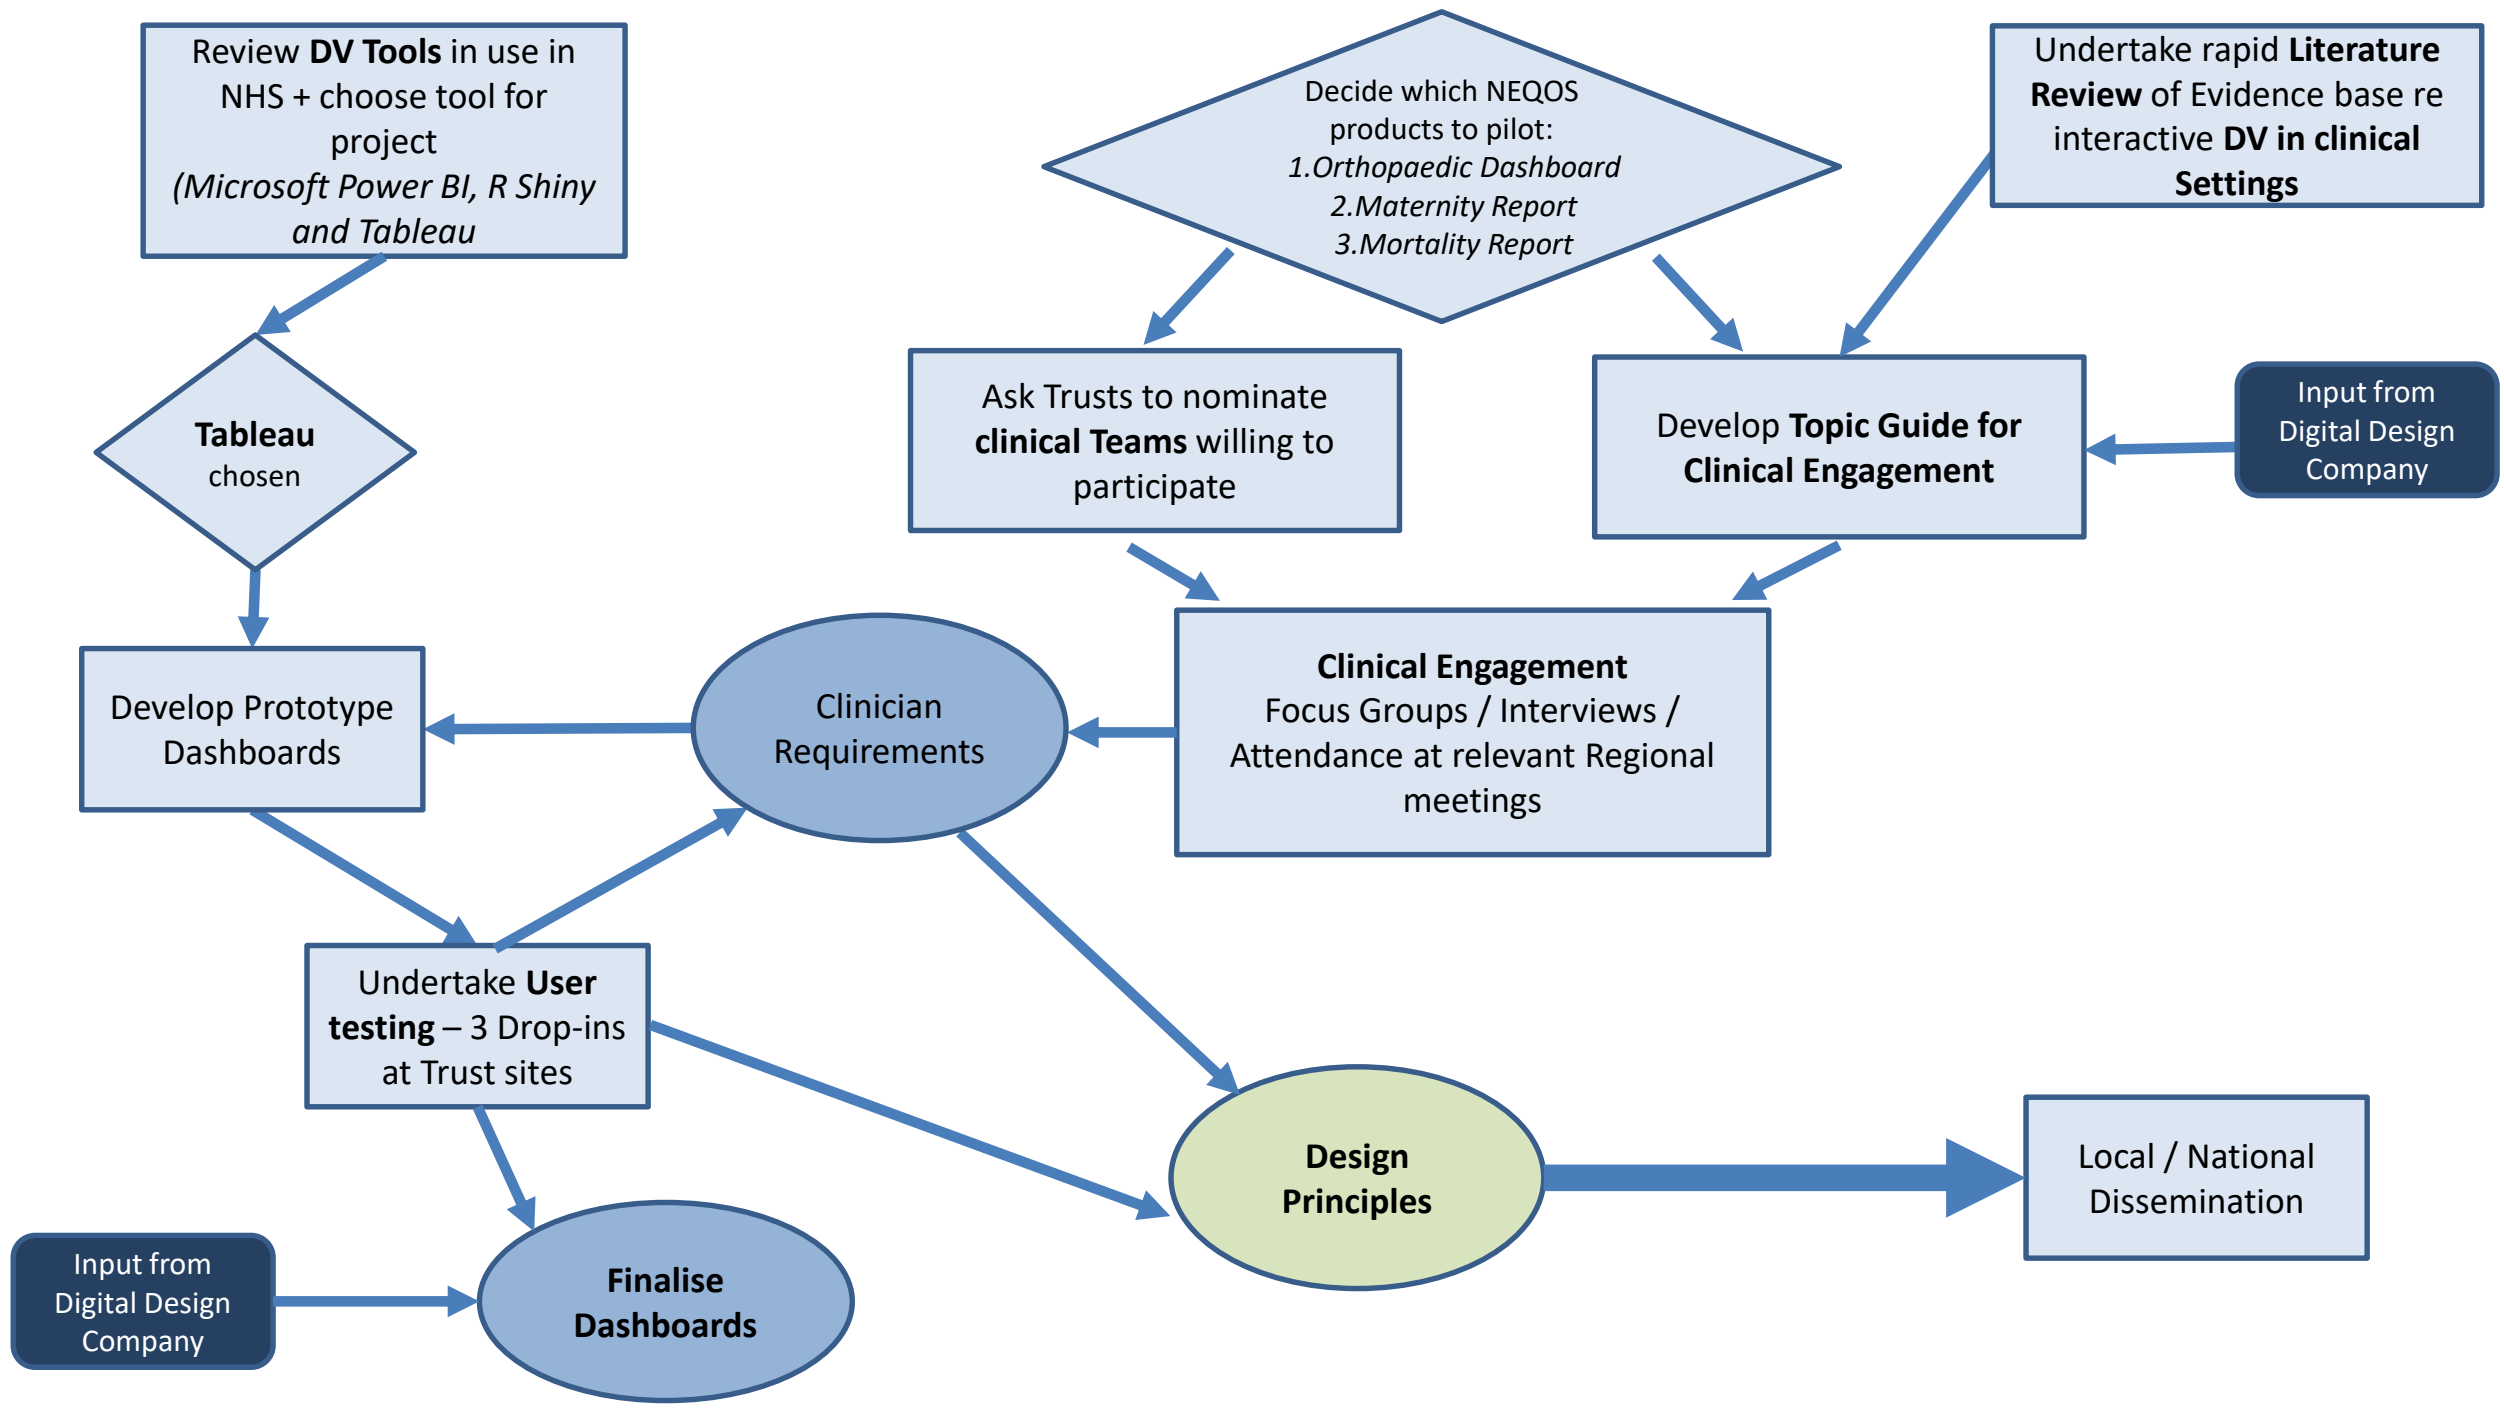 Review DV Tools in use in
NHS + choose tool for
project
(Microsoft Power BI, R Shiny
and Tableau
Decide which NEQOS
products to pilot:
1.Orthopaedic Dashboard
2.Maternity Report
3.Mortality Report
Undertake rapid Literature
Review of Evidence base re
interactive DV in clinical
Settings
Tableau
chosen
Ask Trusts to nominate
clinical Teams willing to
participate
Develop Topic Guide for
Clinical Engagement
Input from
Digital Design
Company
Develop Prototype
Dashboards
Clinician
Requirements
Clinical Engagement
Focus Groups / Interviews /
Attendance at relevant Regional
meetings
Undertake User
testing – 3 Drop-ins
at Trust sites
Design
Principles
Local / National
Dissemination
Input from
Digital Design
Company
Finalise
Dashboards